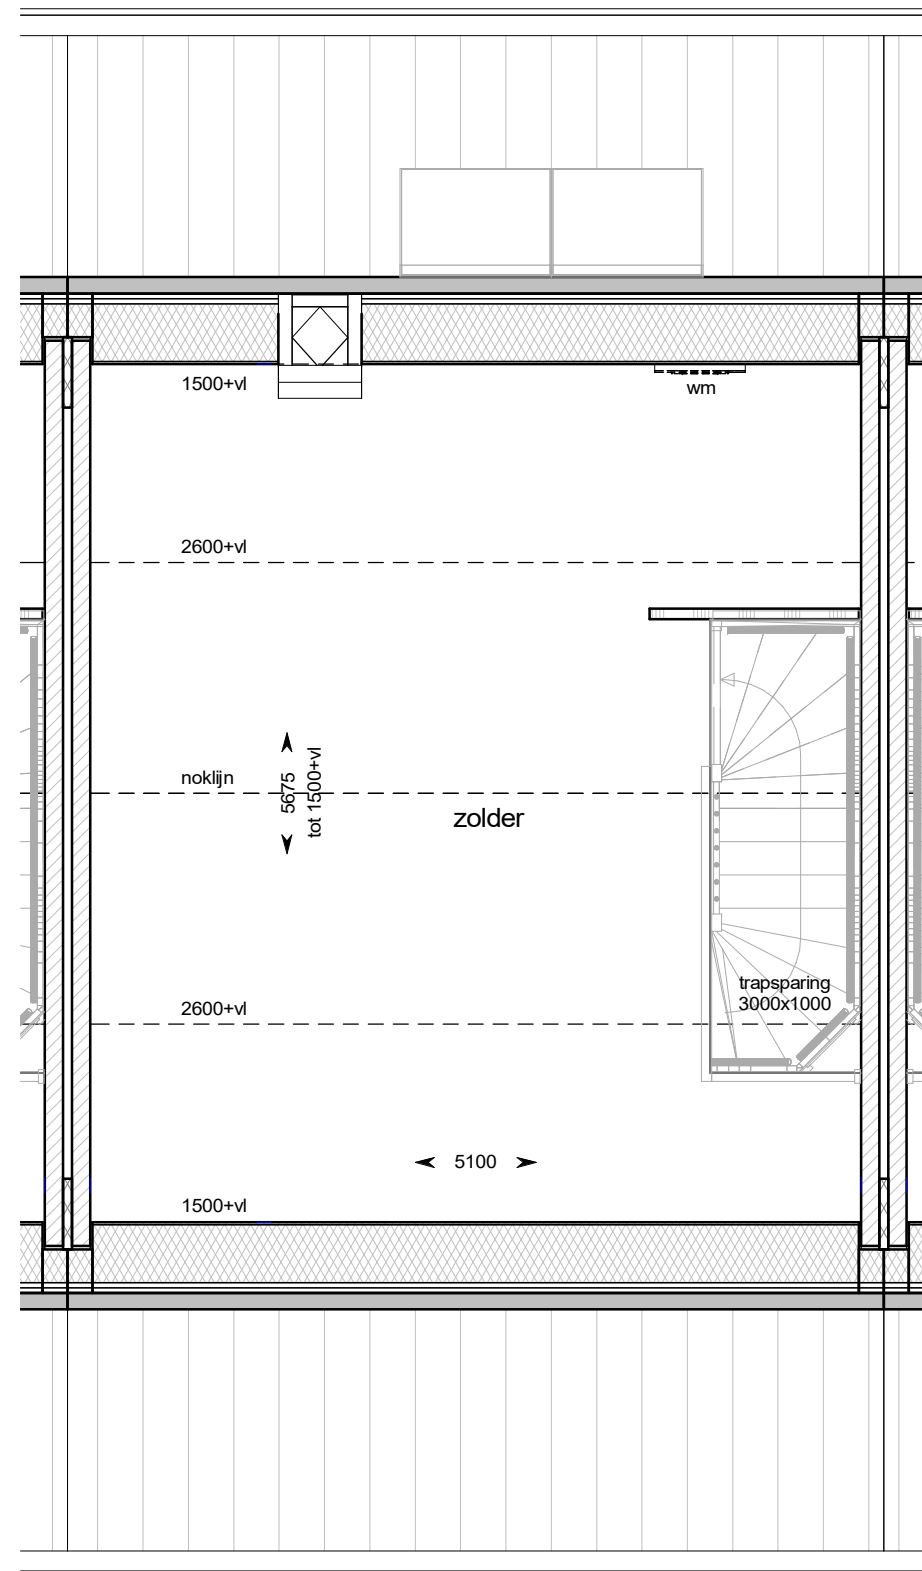 1500+vl
wm
2600+vl
noklijn
5675
tot 1500+vl
zolder
trapsparing
3000x1000
2600+vl
5100
1500+vl